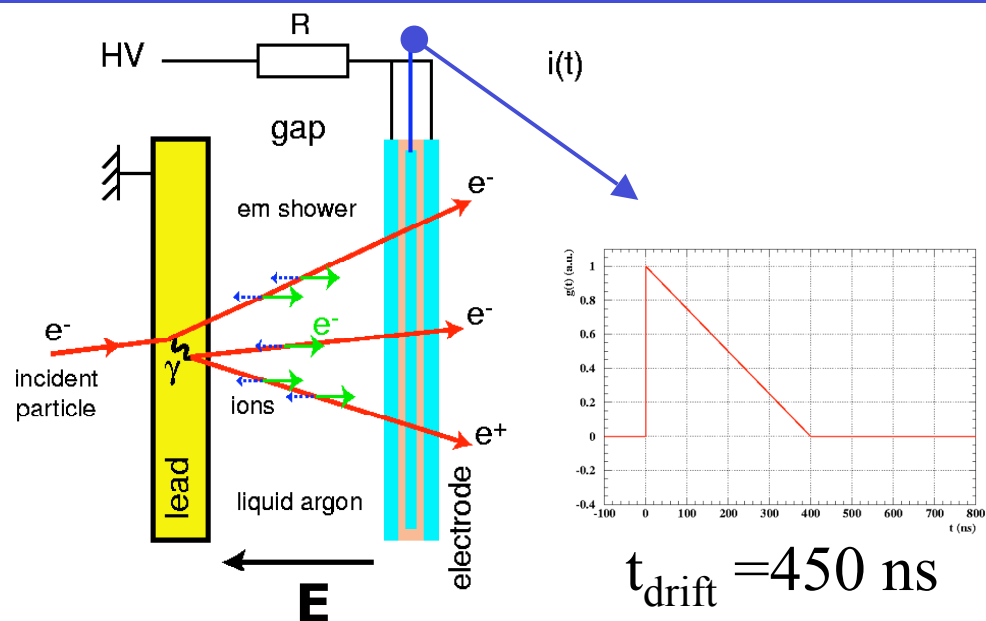 R
HV
i(t)
gap
e-
em shower
e-
e-
e-
γ
incident
particle
ions
e+
lead
liquid argon
electrode
E
g(t) (a.u.)
1
0.8
0.6
0.4
0.2
0
-0.2
-0.4
-100 0 100 200 300 400 500 600 700 800
t (ns)
tdrift =450 ns